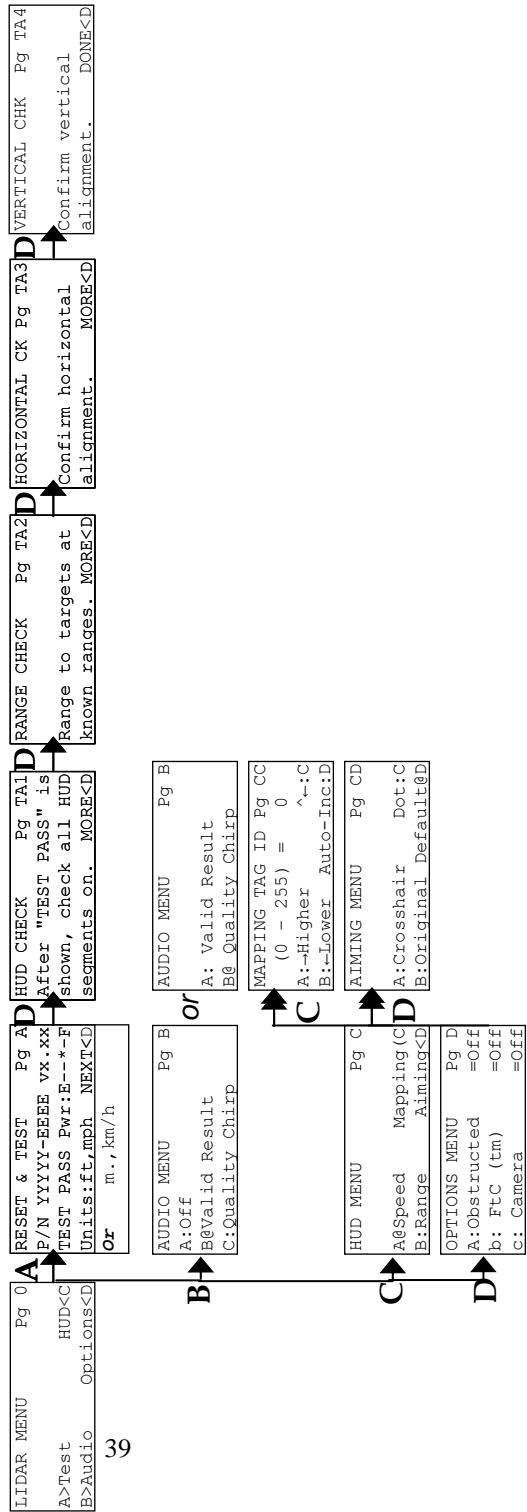 LIDAR MENU Pg 0
A>Test HUD<C
B>Audio Options<D
A
RESET & TEST Pg A
P/N YYYYY-EEEE vx.xx
TEST PASS Pwr:E--*-F
Units:ft,mph NEXT<D
or m.,km/h
D
HUD CHECK Pg TA1
After "TEST PASS" is
shown, check all HUD
segments on. MORE<D
D
RANGE CHECK Pg TA2
Range to targets at
known ranges. MORE<D
D
HORIZONTAL CK Pg TA3
Confirm horizontal
alignment. MORE<D
D
VERTICAL CHK Pg TA4
Confirm vertical
alignment. DONE<D
B
AUDIO MENU Pg B
A:Off
B@Valid Result
C:Quality Chirp
or
AUDIO MENU Pg B
A: Valid Result
B@ Quality Chirp
C
HUD MENU Pg C
A@Speed Mapping(C
B:Range Aiming<D
C
MAPPING TAG ID Pg CC
(0 - 255) = 0
A:→Higher ^←:C
B:←Lower Auto-Inc:D
D
AIMING MENU Pg CD
A:Crosshair Dot:C
B:Original Default@D
D
OPTIONS MENU Pg D
A:Obstructed =Off
b: FtC (tm) =Off
c: Camera =Off
39